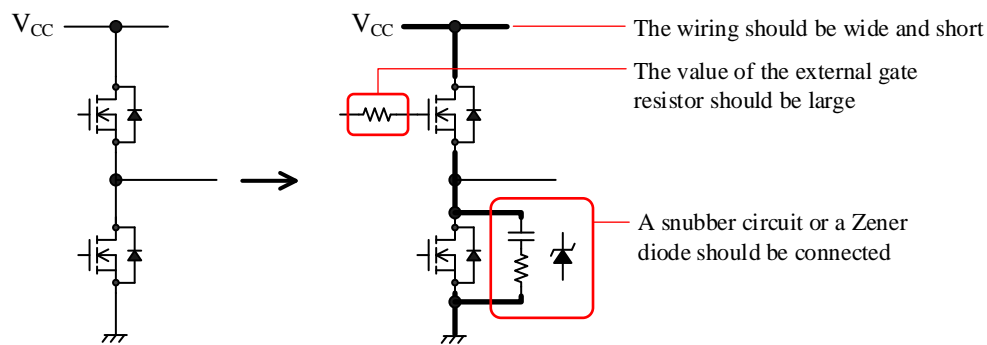 VCC
VCC
The wiring should be wide and short
The value of the external gate
resistor should be large
A snubber circuit or a Zener
diode should be connected